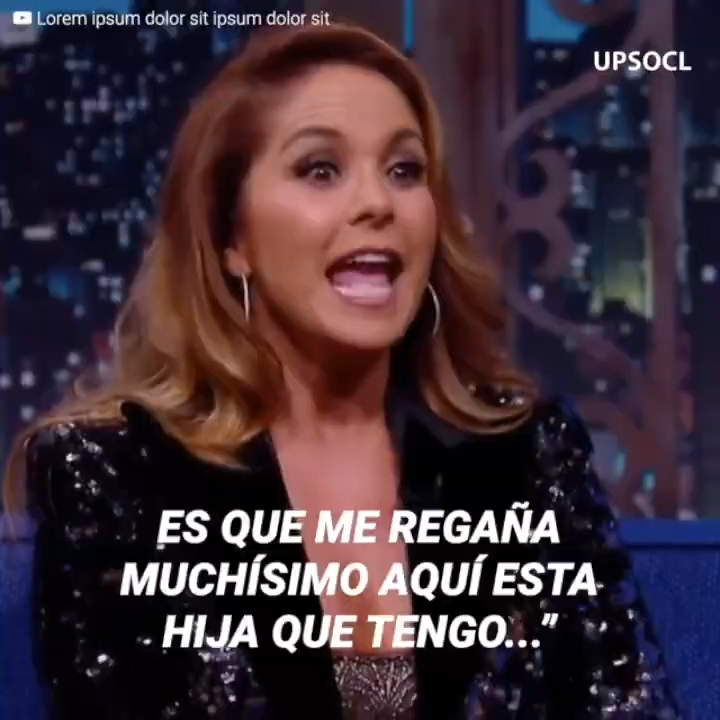 Lorem ipsum dolor sit ipsum dolor sit
UPSOCL
ES QUE ME REGAÑA
MUCHÍSIMO AQUÍ ESTA
HIJA QUE TENGO..."